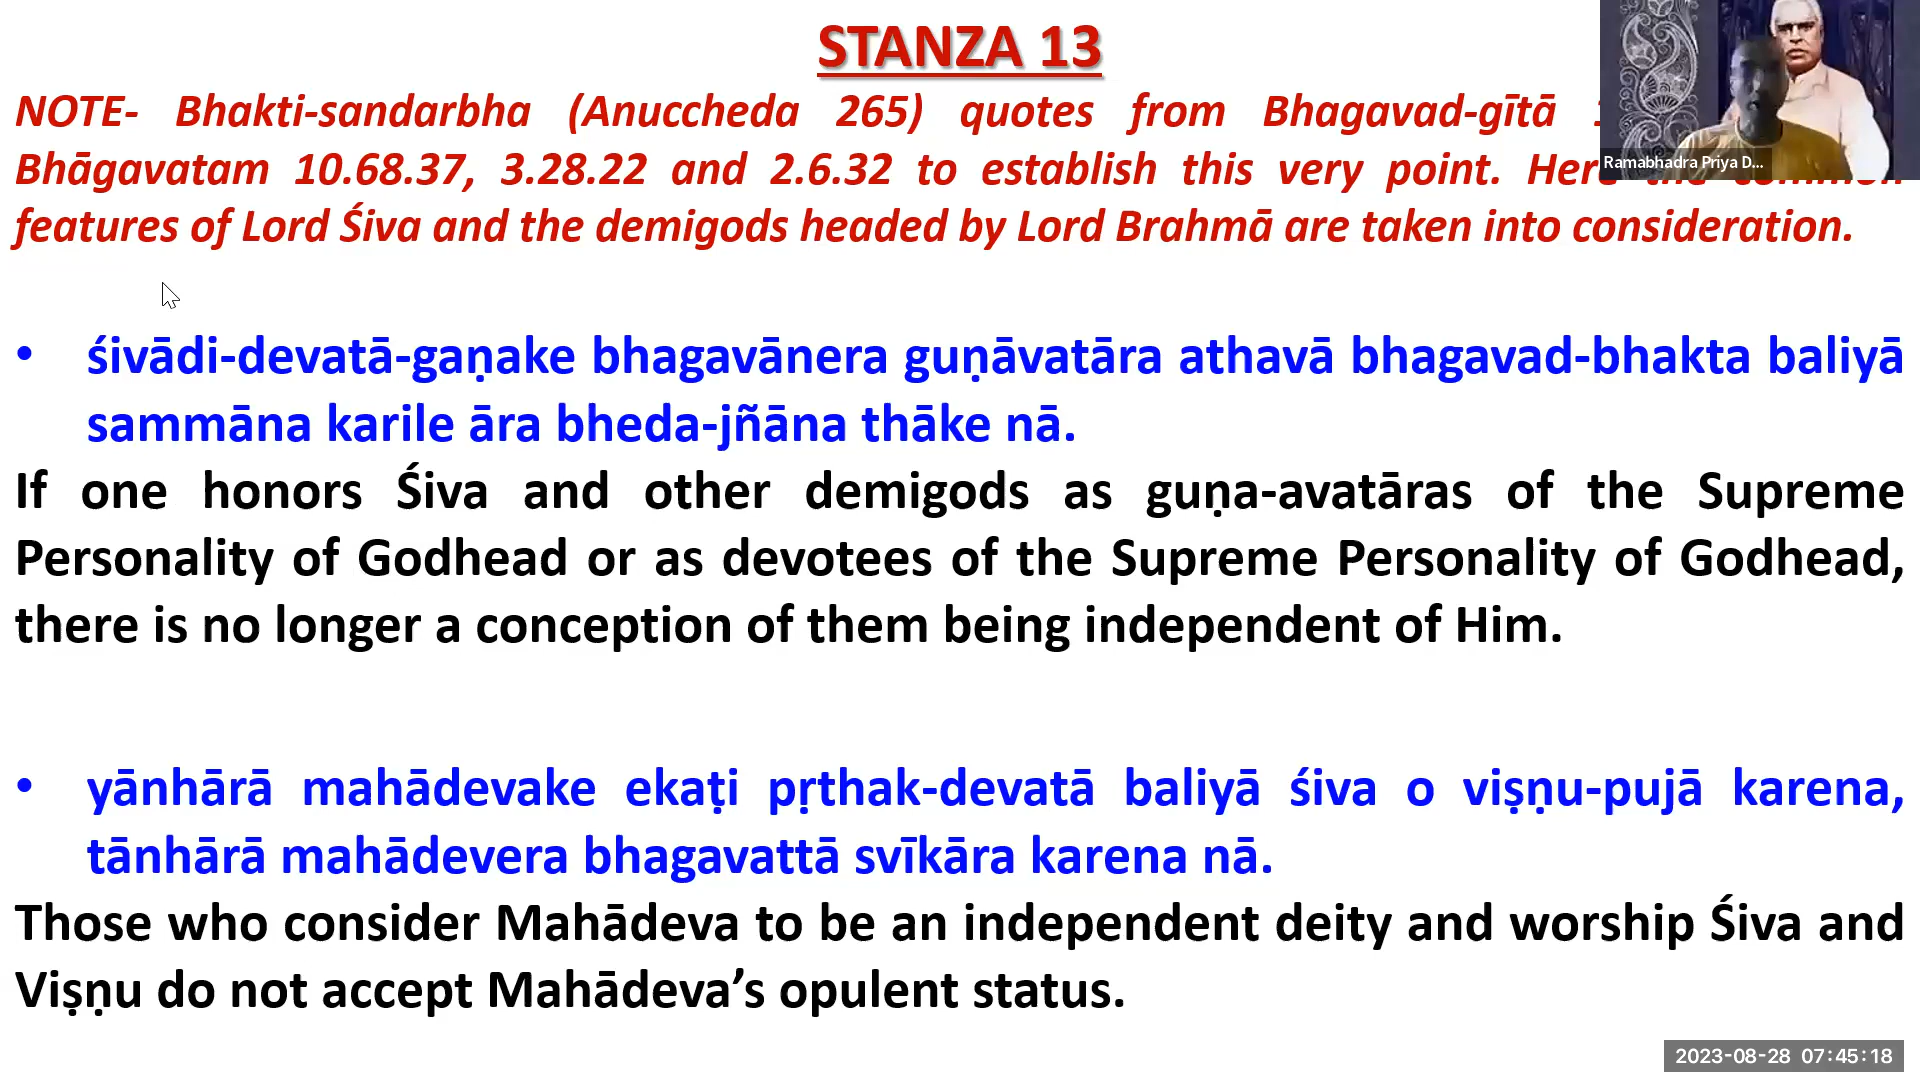 STANZA 13
NOTE- Bhakti-sandarbha (Anuccheda 265) quotes from Bhagavad-gītā
Bhāgavatam 10.68.37, 3.28.22 and 2.6.32 to establish this very point. Here the common
features of Lord Śiva and the demigods headed by Lord Brahmā are taken into consideration.
Ramabhadra Priya D...
• śivādi-devatā-gaṇake bhagavānera guṇāvatāra athavā bhagavad-bhakta baliyā
sammāna karile āra bheda-jñāna thāke nā.
If one honors Śiva and other demigods as guṇa-avatāras of the Supreme
Personality of Godhead or as devotees of the Supreme Personality of Godhead,
there is no longer a conception of them being independent of Him.
• yānhārā mahādevake ekaṭi pṛthak-devatā baliyā śiva o viṣṇu-pujā karena,
tānhārā mahādevera bhagavattā svīkāra karena nā.
Those who consider Mahādeva to be an independent deity and worship Śiva and
Viṣṇu do not accept Mahādeva’s opulent status.
2023-08-28 07:45:18